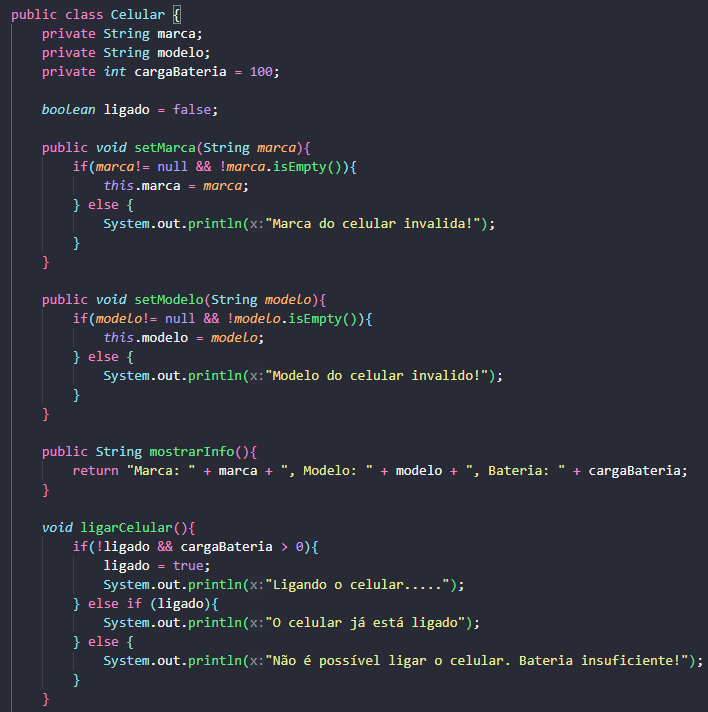 public class Celular {
    private String marca;
    private String modelo;
    private int cargaBateria = 100;

    boolean ligado = false;

    public void setMarca(String marca){
        if(marca!= null && !marca.isEmpty()){
            this.marca = marca;
        } else {
            System.out.println(x:"Marca do celular invalida!");
        }
    }

    public void setModelo(String modelo){
        if(modelo!= null && !modelo.isEmpty()){
            this.modelo = modelo;
        } else {
            System.out.println(x:"Modelo do celular invalido!");
        }
    }

    public String mostrarInfo(){
        return "Marca: " + marca + ", Modelo: " + modelo + ", Bateria: " + cargaBateria;
    }

    void ligarCelular(){
        if(!ligado && cargaBateria > 0){
            ligado = true;
            System.out.println(x:"Ligando o celular.....");
        } else if (ligado){
            System.out.println(x:"O celular já está ligado");
        } else {
            System.out.println(x:"Não é possível ligar o celular. Bateria insuficiente!");
        }
    }